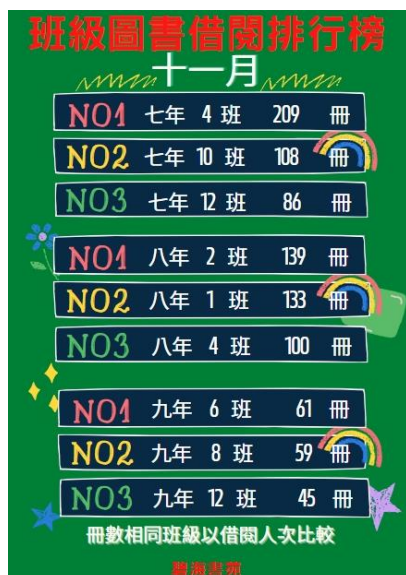 班級圖書借閱排行榜
十一月
NO1 七年 4 班 209 冊
NO2 七年 10 班 108 冊
NO3 七年 12 班 86 冊
NO1 八年 2 班 139 冊
NO2 八年 1 班 133 冊
NO3 八年 4 班 100 冊
NO1 九年 6 班 61 冊
NO2 九年 8 班 59 冊
NO3 九年 12 班 45 冊
冊數相同班級以借閱人次比較
碧海書苑